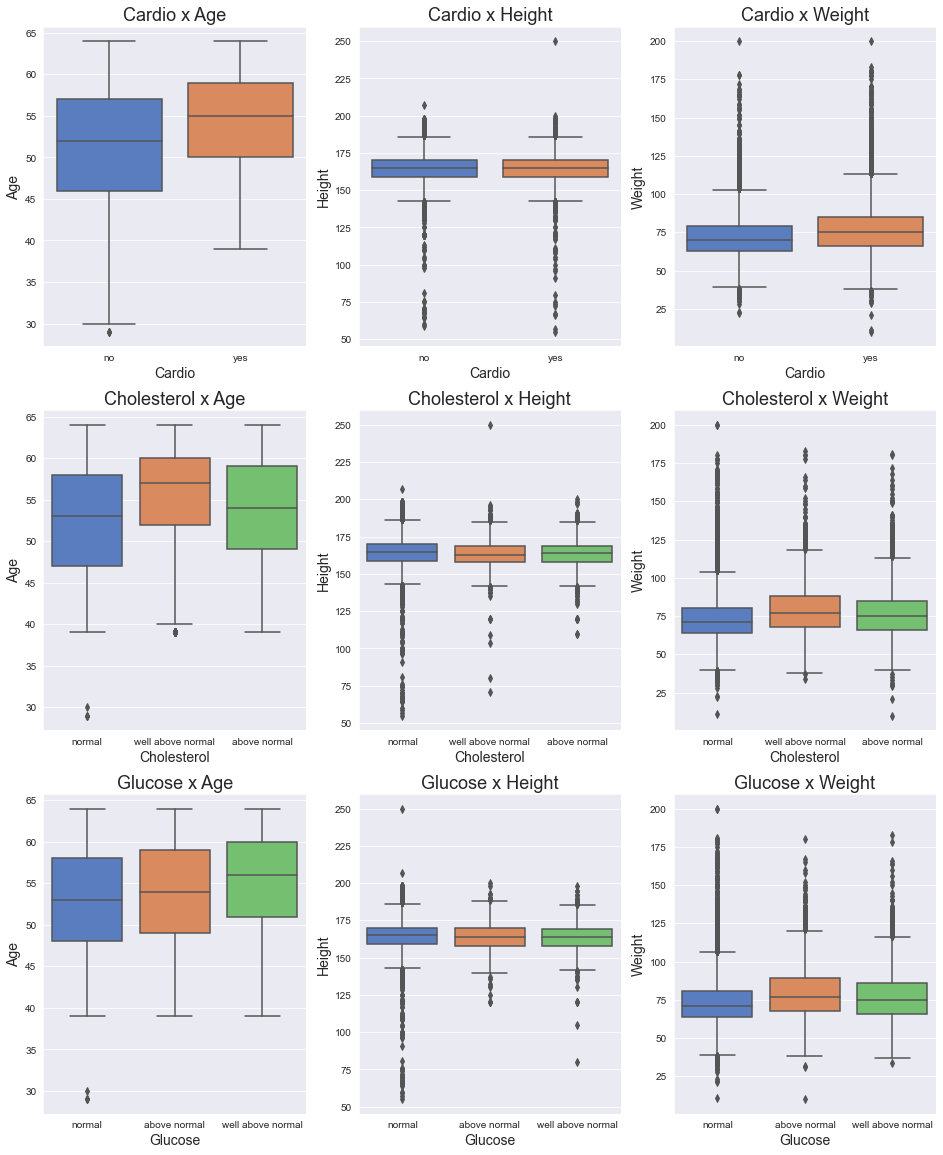 Cardio x Age
Cardio x Height
Cardio x Weight
65
60
55
50
45
40
35
30
Age
no
yes
Cardio
250
225
200
175
150
125
100
75
50
Height
no
yes
Cardio
200
175
150
125
100
75
50
25
Weight
no
yes
Cardio
Cholesterol x Age
Cholesterol x Height
Cholesterol x Weight
65
60
55
50
45
40
35
30
Age
normal
well above normal
above normal
Cholesterol
250
225
200
175
150
125
100
75
50
Height
normal
well above normal
above normal
Cholesterol
200
175
150
125
100
75
50
25
Weight
normal
well above normal
above normal
Cholesterol
Glucose x Age
Glucose x Height
Glucose x Weight
65
60
55
50
45
40
35
30
Age
normal
above normal
well above normal
Glucose
250
225
200
175
150
125
100
75
50
Height
normal
above normal
well above normal
Glucose
200
175
150
125
100
75
50
25
Weight
normal
above normal
well above normal
Glucose